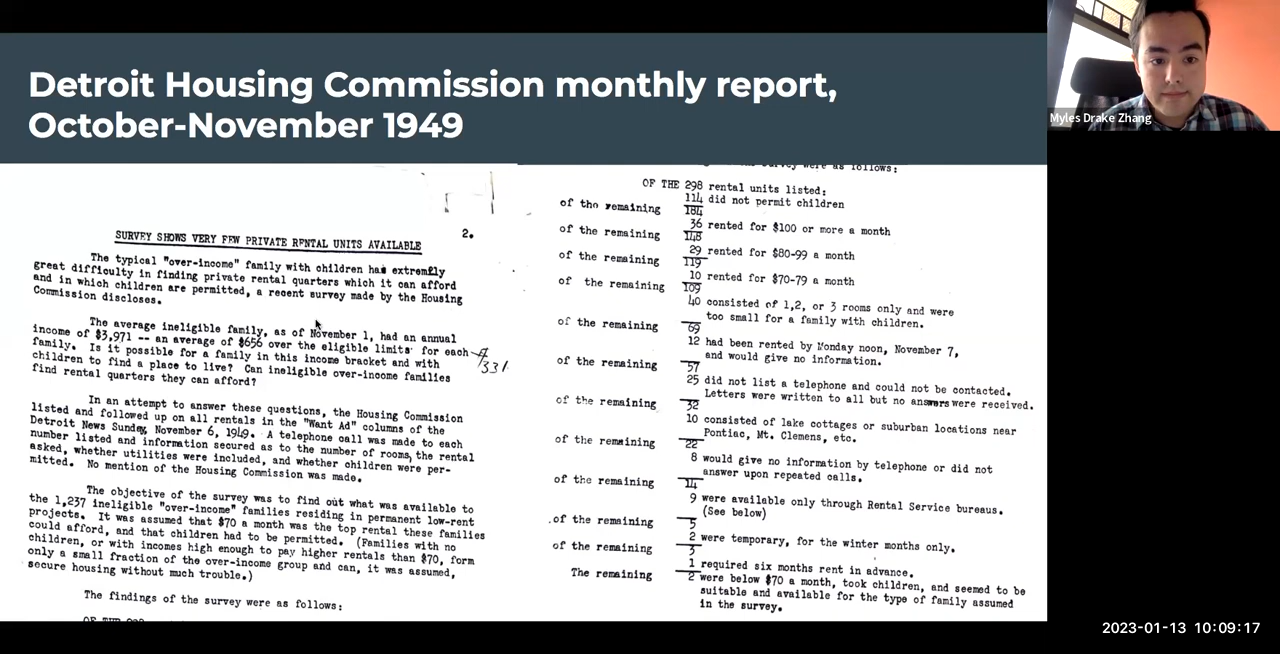 Detroit Housing Commission monthly report,
October-November 1949
Myles Drake Zhang
2.
SURVEY SHOWS VERY FEW PRIVATE RENTAL UNITS AVAILABLE
The typical "over-income" family with children has extremely
great difficulty in finding private rental quarters which it can afford
and in which children are permitted, a recent survey made by the Housing
Commission discloses.
The average ineligible family, as of November 1, had an annual
income of $3,971 -- an average of $656 over the eligible limits for each
family. Is it possible for a family in this income bracket and with
children to find a place to live? Can ineligible over-income families
find rental quarters they can afford?
In an attempt to answer these questions, the Housing Commission
listed and followed up on all rentals in the "Want Ad" columns of the
Detroit News Sunday, November 6, 1949. A telephone call was made to each
number listed and information secured as to the number of rooms, the rental
asked, whether utilities were included, and whether children were per-
mitted. No mention of the Housing Commission was made.
The objective of the survey was to find out what was available to
the 1,237 ineligible "over-income" families residing in permanent low-rent
projects. It was assumed that $70 a month was the top rental these families
could afford, and that children had to be permitted. (Families with no
children, or with incomes high enough to pay higher rentals than $70, form
only a small fraction of the over-income group and can, it was assumed,
secure housing without much trouble.)
The findings of the survey were as follows:
survey were as follows:
OF THE 298 rental units listed:
114 did not permit children
of the remaining 184
36 rented for $100 or more a month
of the remaining 148
29 rented for $80-99 a month
of the remaining 119
10 rented for $70-79 a month
of the remaining 109
40 consisted of 1,2, or 3 rooms only and were
too small for a family with children.
of the remaining 69
12 had been rented by Monday noon, November 7,
and would give no information.
of the remaining 57
25 did not list a telephone and could not be contacted.
Letters were written to all but no answers were received.
of the remaining 32
10 consisted of lake cottages or suburban locations near
Pontiac, Mt. Clemens, etc.
of the remaining 22
8 would give no information by telephone or did not
answer upon repeated calls.
of the remaining 14
9 were available only through Rental Service bureaus.
(See below)
of the remaining 5
2 were temporary, for the winter months only.
of the remaining 3
1 required six months rent in advance.
The remaining 2 were below $70 a month, took children, and seemed to be
suitable and available for the type of family assumed
in the survey.
2023-01-13 10:09:17